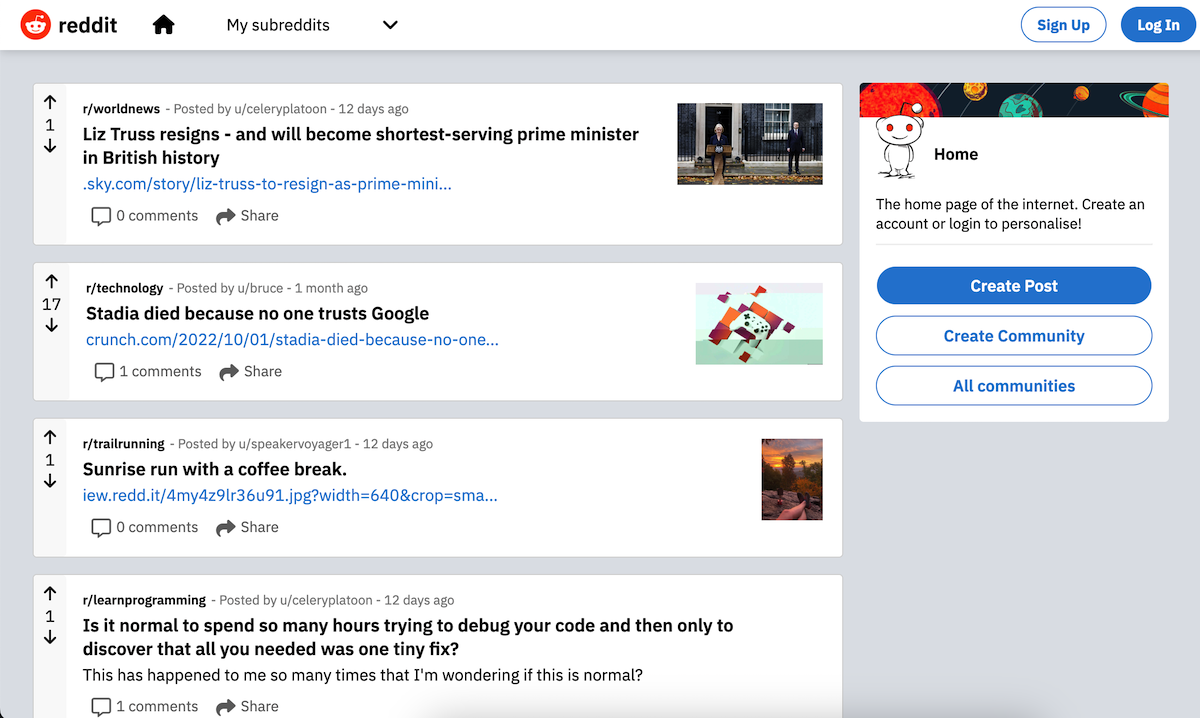 reddit
My subreddits
Sign Up
Log In
1
r/worldnews - Posted by u/celeryplatoon - 12 days ago
Liz Truss resigns - and will become shortest-serving prime minister
in British history
.sky.com/story/liz-truss-to-resign-as-prime-mini...
0 comments
Share
17
r/technology - Posted by u/bruce - 1 month ago
Stadia died because no one trusts Google
crunch.com/2022/10/01/stadia-died-because-no-one...
1 comments
Share
1
r/trailrunning - Posted by u/speakervoyager1 - 12 days ago
Sunrise run with a coffee break.
iew.redd.it/4my4z9lr36u91.jpg?width=640&crop=sma...
0 comments
Share
1
r/learnprogramming - Posted by u/celeryplatoon - 12 days ago
Is it normal to spend so many hours trying to debug your code and then only to
discover that all you needed was one tiny fix?
This has happened to me so many times that I'm wondering if this is normal?
1 comments
Share
Home
The home page of the internet. Create an
account or login to personalise!
Create Post
Create Community
All communities